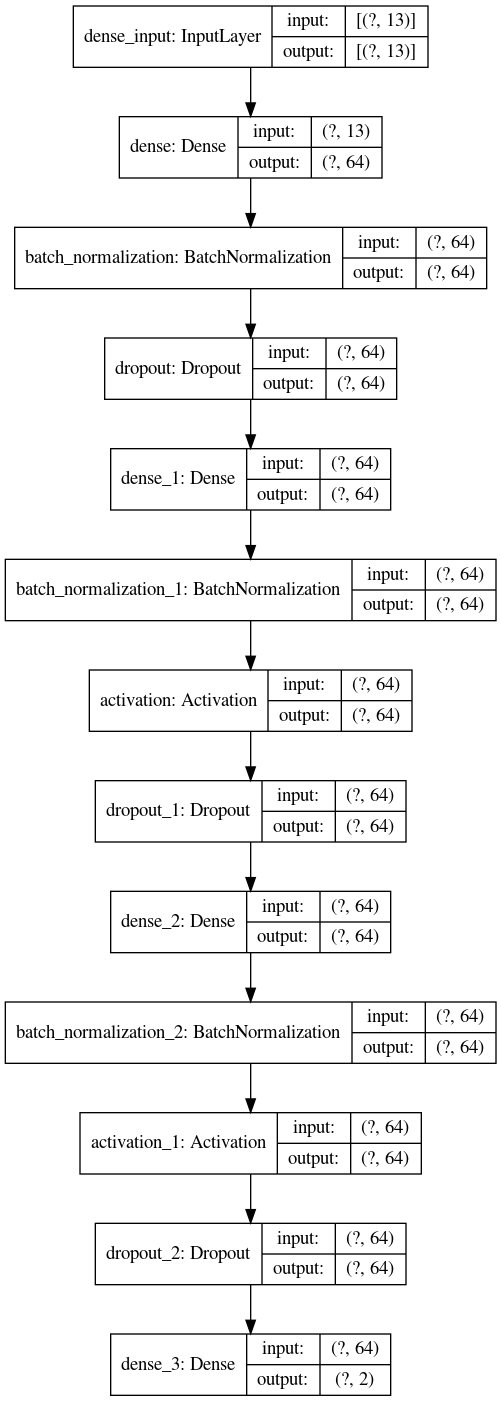 dense_input: InputLayer
input: [(?, 13)]
output: [(?, 13)]
dense: Dense
input: (?, 13)
output: (?, 64)
batch_normalization: BatchNormalization
input: (?, 64)
output: (?, 64)
dropout: Dropout
input: (?, 64)
output: (?, 64)
dense_1: Dense
input: (?, 64)
output: (?, 64)
batch_normalization_1: BatchNormalization
input: (?, 64)
output: (?, 64)
activation: Activation
input: (?, 64)
output: (?, 64)
dropout_1: Dropout
input: (?, 64)
output: (?, 64)
dense_2: Dense
input: (?, 64)
output: (?, 64)
batch_normalization_2: BatchNormalization
input: (?, 64)
output: (?, 64)
activation_1: Activation
input: (?, 64)
output: (?, 64)
dropout_2: Dropout
input: (?, 64)
output: (?, 64)
dense_3: Dense
input: (?, 64)
output: (?, 2)